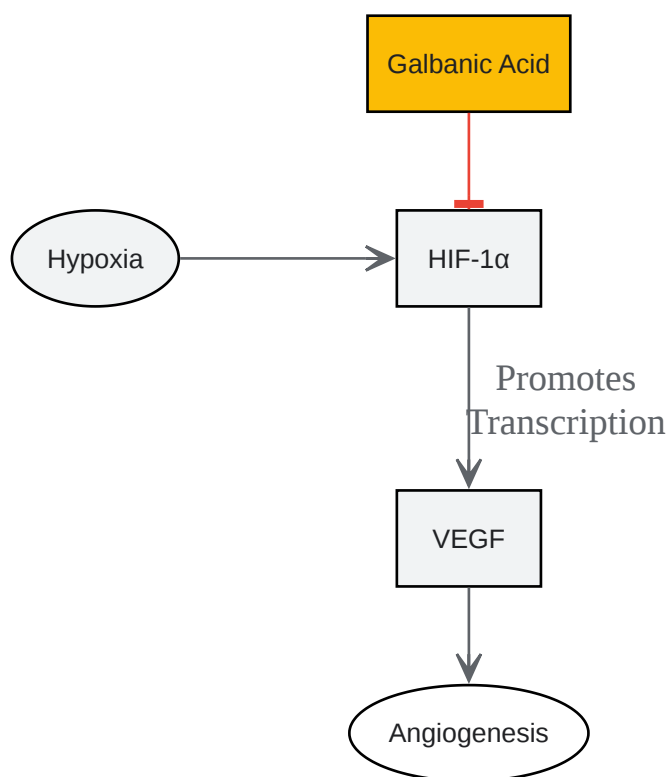 Galbanic Acid
Hypoxia
HIF-1α
Promotes
Transcription
VEGF
Angiogenesis